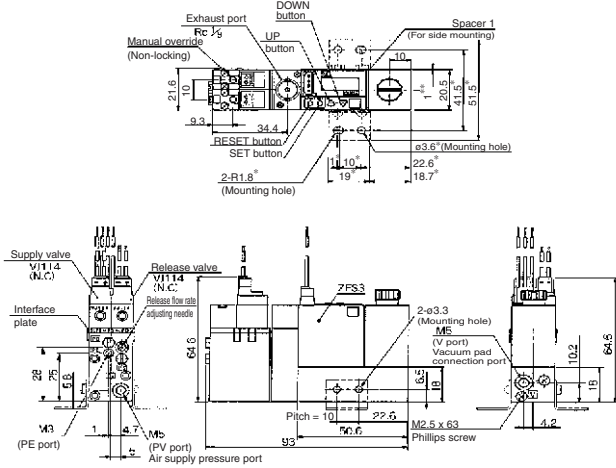 DOWN
button
Exhaust port
Rc 1/8
UP
button
Spacer 1
(For side mounting)
Manual override
(Non-locking)
10
21.6
10
9.3
34.4
1**
20.5*
41.5*
51.5*
RESET button
SET button
ø3.6*(Mounting hole)
1
10*
22.6*
2-R1.8*
(Mounting hole)
19*
18.7*
Supply valve
VJ114
(N.C)
Release valve
VJ114
(N.C)
Release flow rate
adjusting needle
Interface
plate
ZFS3
2-ø3.3
(Mounting hole)
M5
(V port)
Vacuum pad
connection port
64.6
64.6
10.2
18
28
25
5.8
6.5
18
M3
(PE port)
1
4.7
M5
(PV port)
Air supply pressure port
Pitch = 10
22.6
50.6
93
M2.5 x 63
Phillips screw
4.2